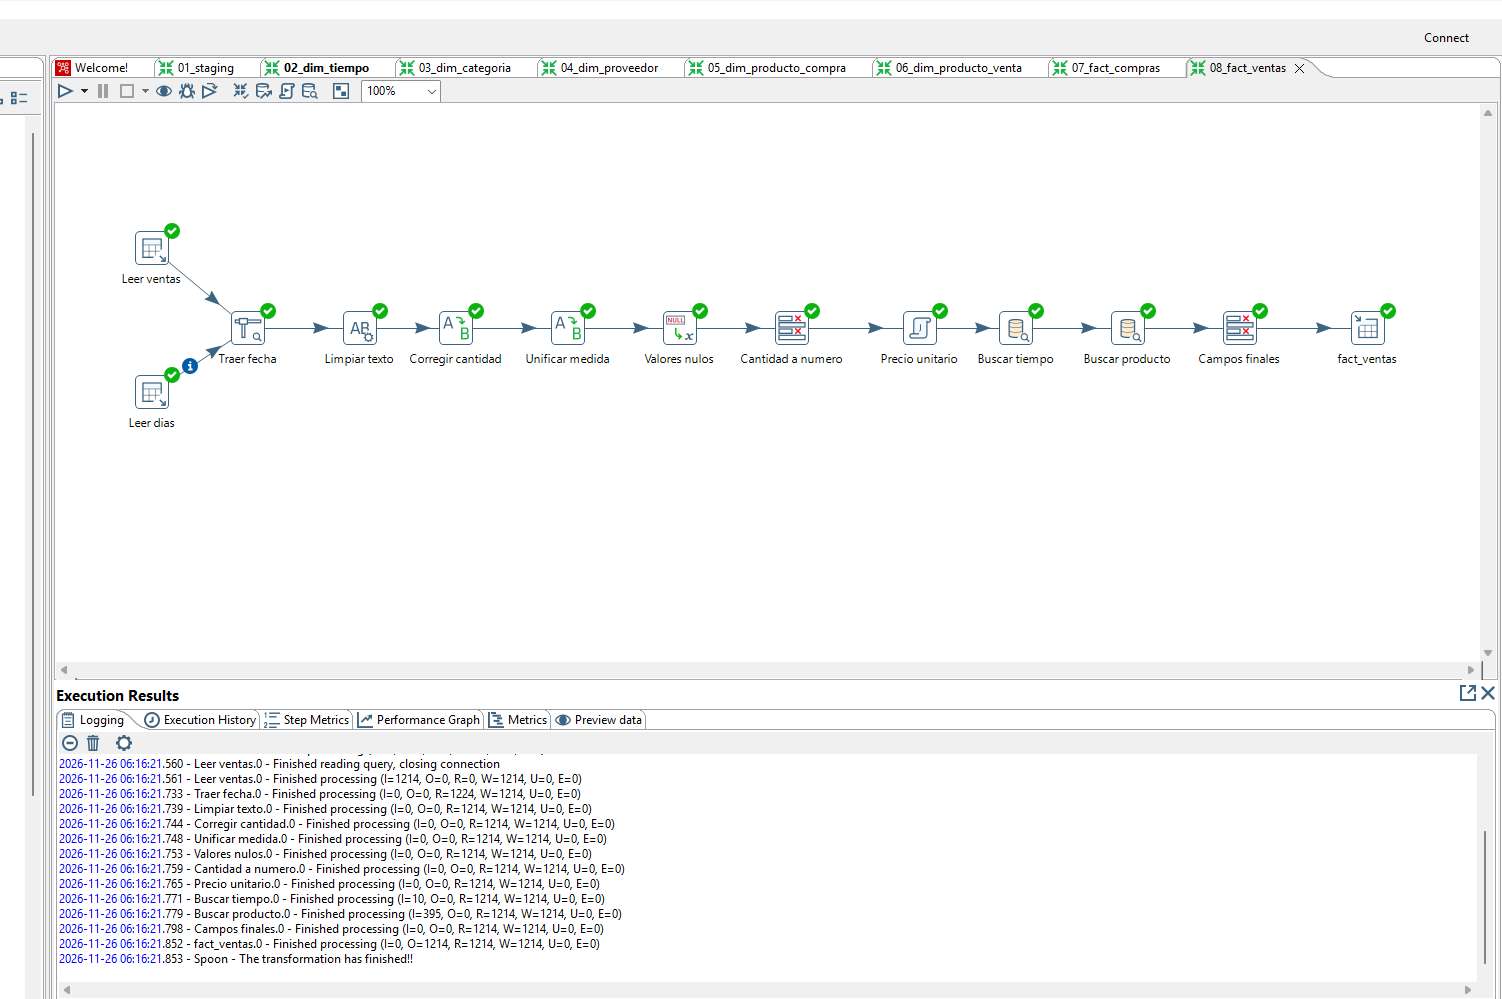 Connect
Welcome!
01_staging
02_dim_tiempo
03_dim_categoria
04_dim_proveedor
05_dim_producto_compra
06_dim_producto_venta
07_fact_compras
08_fact_ventas
100%
Leer ventas
Traer fecha
Limpiar texto
Corregir cantidad
Unificar medida
Valores nulos
Cantidad a numero
Precio unitario
Buscar tiempo
Buscar producto
Campos finales
fact_ventas
Leer dias
Execution Results
Logging
Execution History
Step Metrics
Performance Graph
Metrics
Preview data
2026-11-26 06:16:21.560 - Leer ventas.0 - Finished reading query, closing connection
2026-11-26 06:16:21.561 - Leer ventas.0 - Finished processing (I=1214, O=0, R=0, W=1214, U=0, E=0)
2026-11-26 06:16:21.733 - Traer fecha.0 - Finished processing (I=0, O=0, R=1224, W=1214, U=0, E=0)
2026-11-26 06:16:21.739 - Limpiar texto.0 - Finished processing (I=0, O=0, R=1214, W=1214, U=0, E=0)
2026-11-26 06:16:21.744 - Corregir cantidad.0 - Finished processing (I=0, O=0, R=1214, W=1214, U=0, E=0)
2026-11-26 06:16:21.748 - Unificar medida.0 - Finished processing (I=0, O=0, R=1214, W=1214, U=0, E=0)
2026-11-26 06:16:21.753 - Valores nulos.0 - Finished processing (I=0, O=0, R=1214, W=1214, U=0, E=0)
2026-11-26 06:16:21.759 - Cantidad a numero.0 - Finished processing (I=0, O=0, R=1214, W=1214, U=0, E=0)
2026-11-26 06:16:21.765 - Precio unitario.0 - Finished processing (I=0, O=0, R=1214, W=1214, U=0, E=0)
2026-11-26 06:16:21.771 - Buscar tiempo.0 - Finished processing (I=10, O=0, R=1214, W=1214, U=0, E=0)
2026-11-26 06:16:21.779 - Buscar producto.0 - Finished processing (I=395, O=0, R=1214, W=1214, U=0, E=0)
2026-11-26 06:16:21.798 - Campos finales.0 - Finished processing (I=0, O=0, R=1214, W=1214, U=0, E=0)
2026-11-26 06:16:21.852 - fact_ventas.0 - Finished processing (I=0, O=1214, R=1214, W=1214, U=0, E=0)
2026-11-26 06:16:21.853 - Spoon - The transformation has finished!!